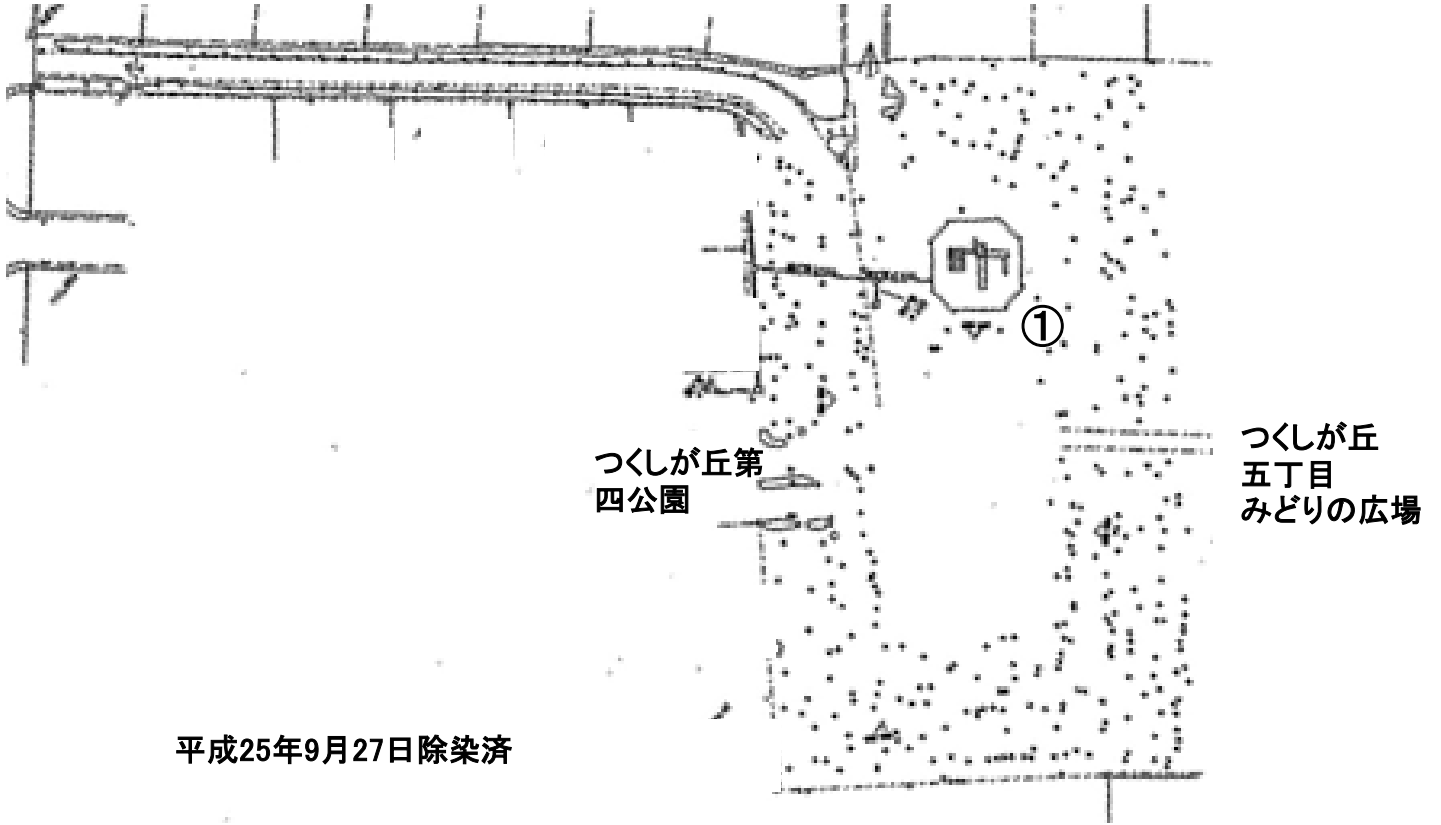 ①
つくしが丘第
四公園
つくしが丘
五丁目
みどりの広場
平成25年9月27日除染済